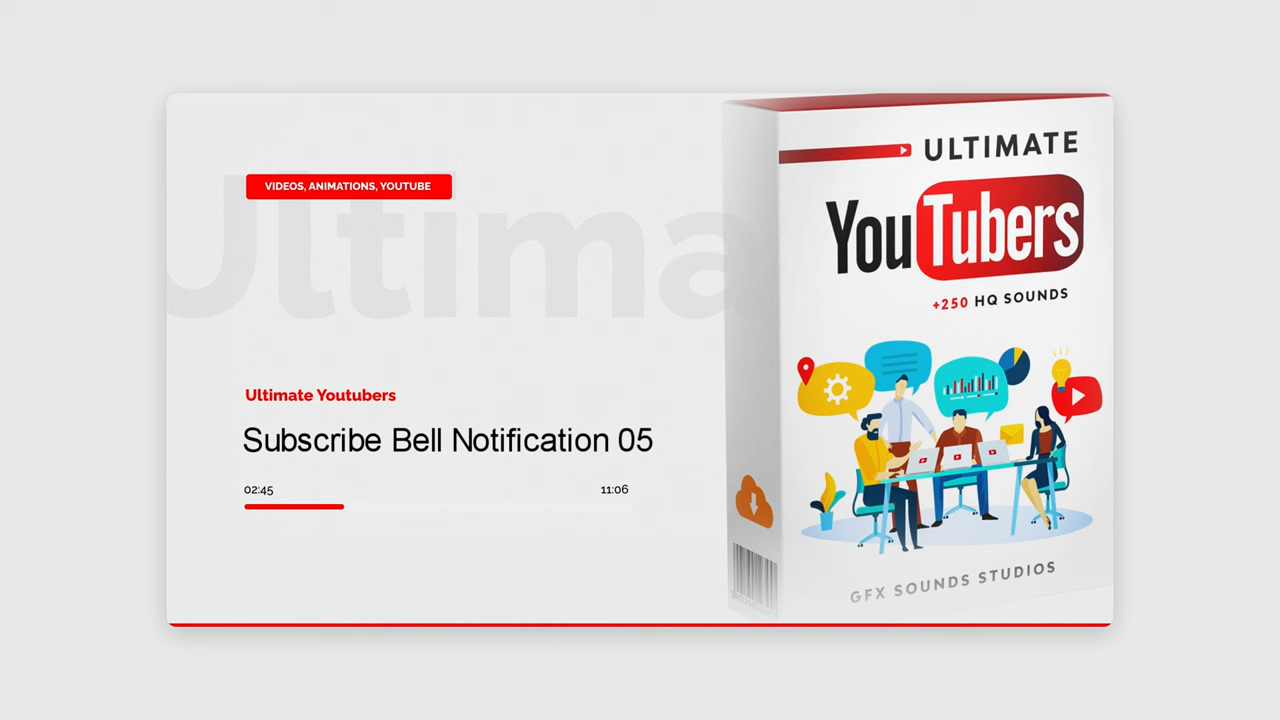 VIDEOS, ANIMATIONS, YOUTUBE
Ultima
Ultimate Youtubers
Subscribe Bell Notification 05
02:45
11:06
ULTIMATE
YouTubers
+250 HQ SOUNDS
GFX SOUNDS STUDIOS